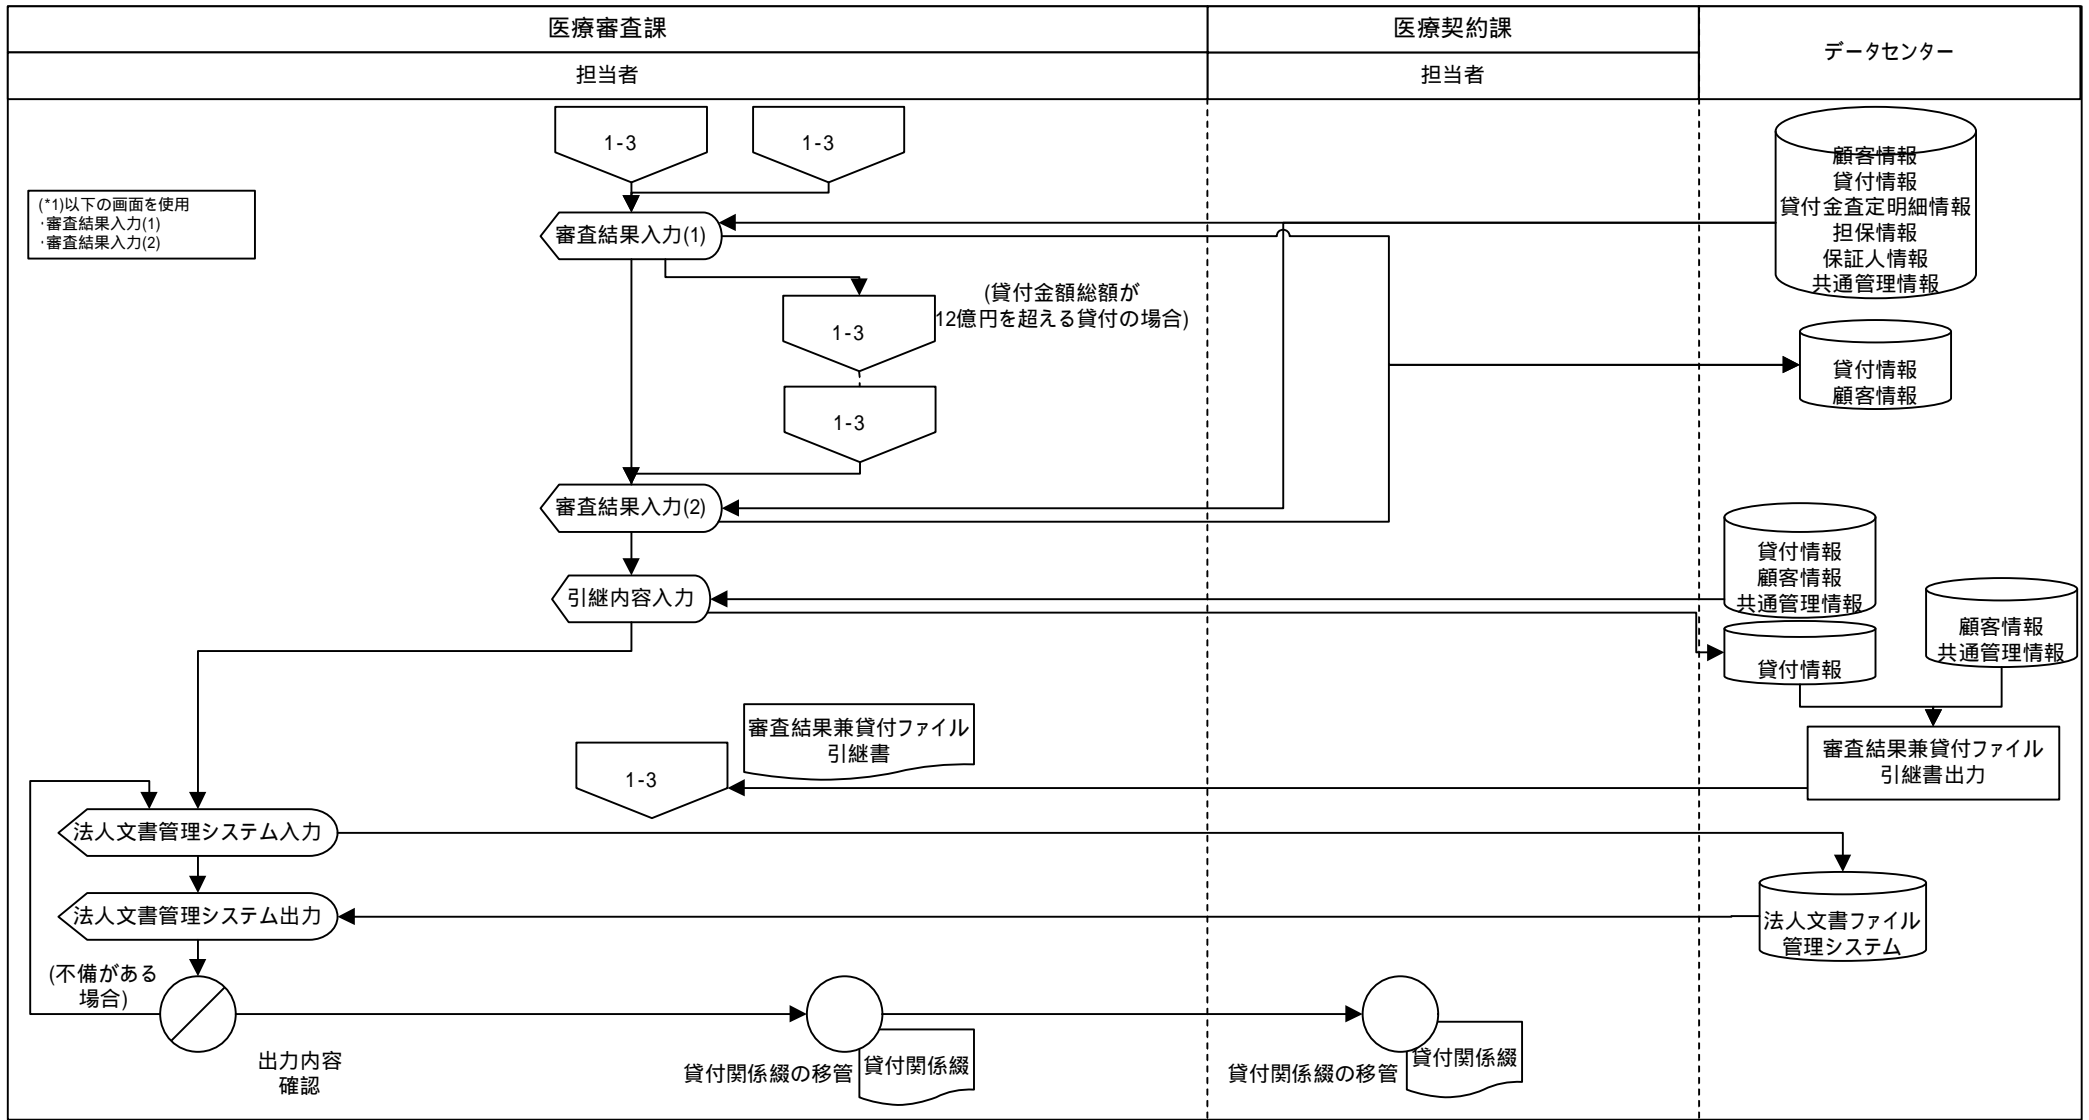 医療審査課
医療契約課
データセンター
担当者
担当者
1-3
1-3
(*1)以下の画面を使用
・審査結果入力(1)
・審査結果入力(2)
審査結果入力(1)
顧客情報
貸付情報
貸付金査定明細情報
担保情報
保証人情報
共通管理情報
1-3
(貸付金額総額が
12億円を超える貸付の場合)
貸付情報
顧客情報
1-3
審査結果入力(2)
貸付情報
顧客情報
共通管理情報
引継内容入力
顧客情報
共通管理情報
貸付情報
審査結果兼貸付ファイル
引継書
1-3
審査結果兼貸付ファイル
引継書出力
法人文書管理システム入力
法人文書管理システム出力
法人文書ファイル
管理システム
(不備がある
場合)
出力内容
確認
貸付関係綴の移管
貸付関係綴
貸付関係綴の移管
貸付関係綴